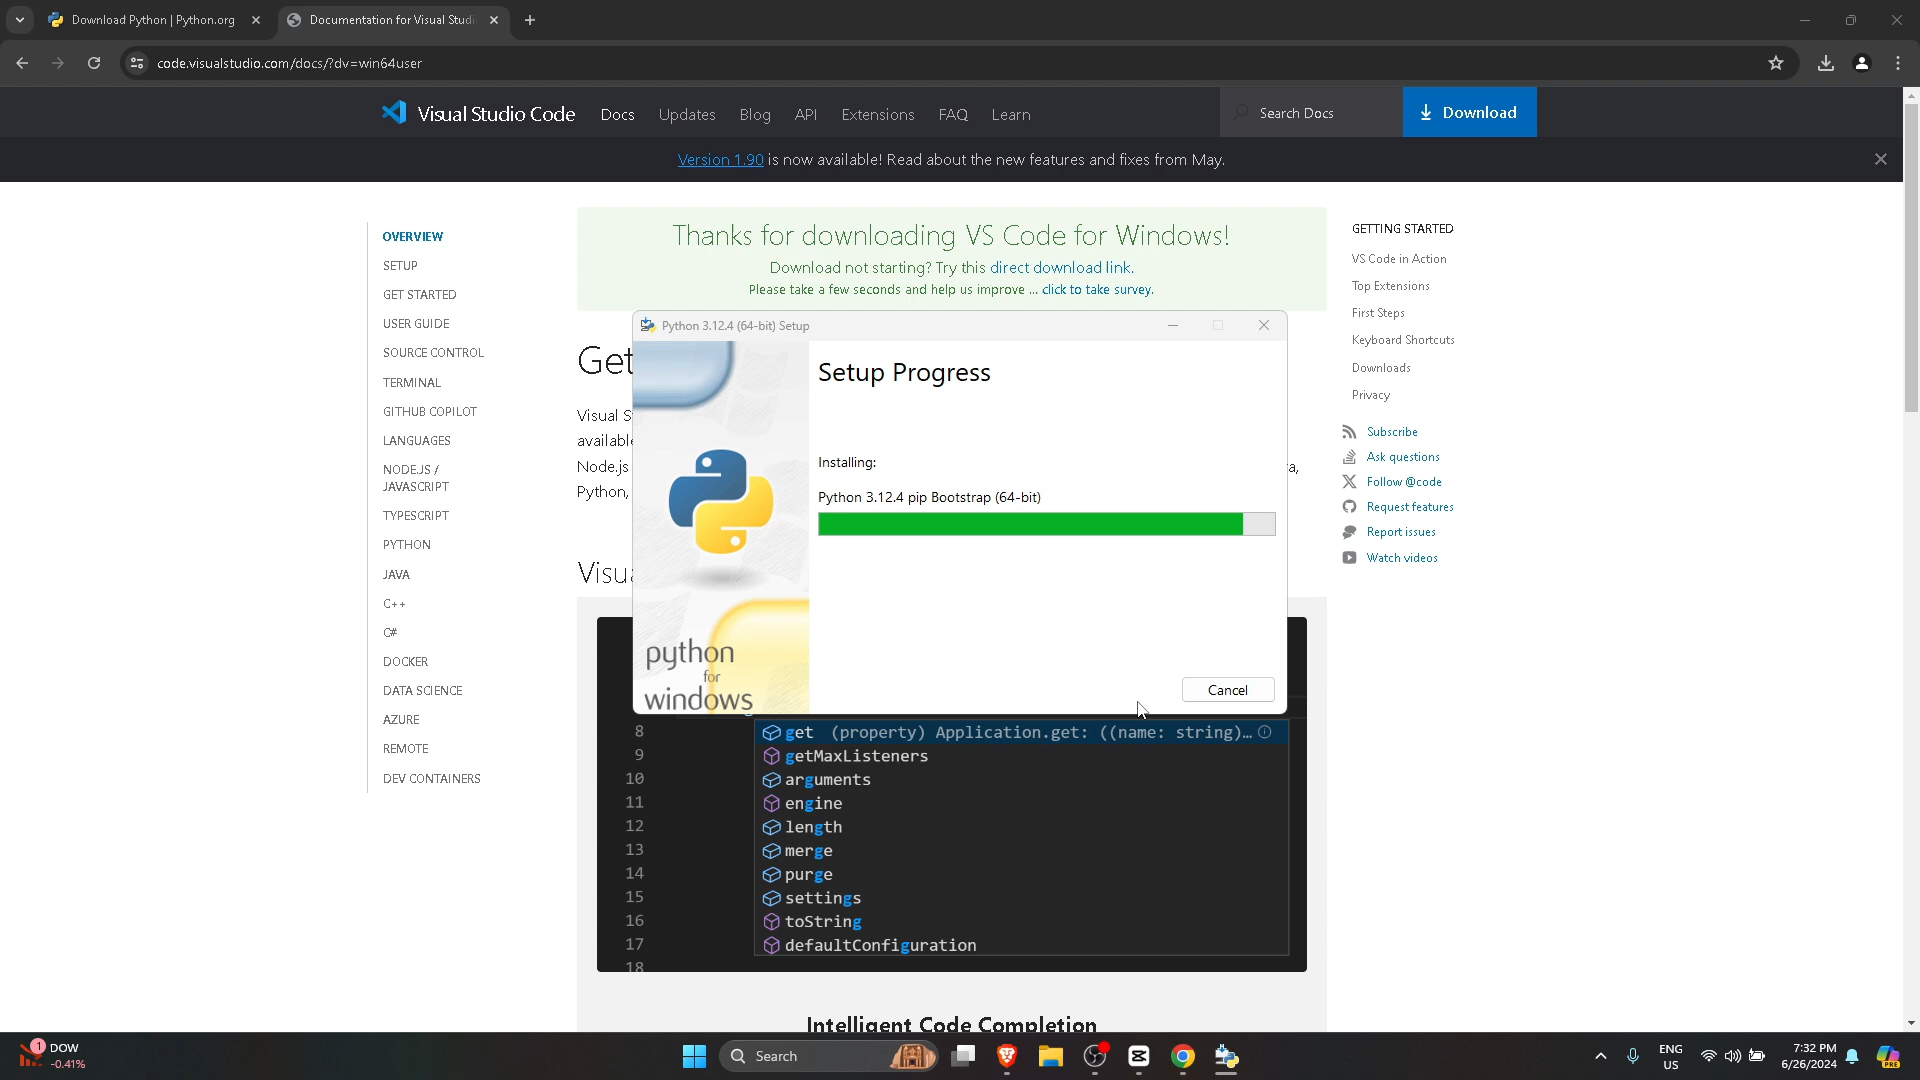 Download Python | Python.org
Documentation for Visual Studi
code.visualstudio.com/docs/?dv=win64user
Visual Studio Code
Docs
Updates
Blog
API
Extensions
FAQ
Learn
Search Docs
Download
Version 1.90 is now available! Read about the new features and fixes from May.
OVERVIEW
SETUP
GET STARTED
USER GUIDE
SOURCE CONTROL
TERMINAL
GITHUB COPILOT
LANGUAGES
NODE.JS /
JAVASCRIPT
TYPESCRIPT
PYTHON
JAVA
C++
C#
DOCKER
DATA SCIENCE
AZURE
REMOTE
DEV CONTAINERS
Thanks for downloading VS Code for Windows!
Download not starting? Try this direct download link.
Please take a few seconds and help us improve ... click to take survey.
Get
Visual S
available
Node.js
Python,
Visua
Python 3.12.4 (64-bit) Setup
Setup Progress
Installing:
Python 3.12.4 pip Bootstrap (64-bit)
python
for
windows
Cancel
8
get (property) Application.get: ((name: string)...
9
getMaxListeners
10
arguments
11
engine
12
length
13
merge
14
purge
15
settings
16
toString
17
defaultConfiguration
18
Intelligent Code Completion
GETTING STARTED
VS Code in Action
Top Extensions
First Steps
Keyboard Shortcuts
Downloads
Privacy
Subscribe
Ask questions
Follow @code
Request features
Report issues
Watch videos
1
DOW
-0.41%
Search
ENG
US
7:32 PM
6/26/2024
PRE